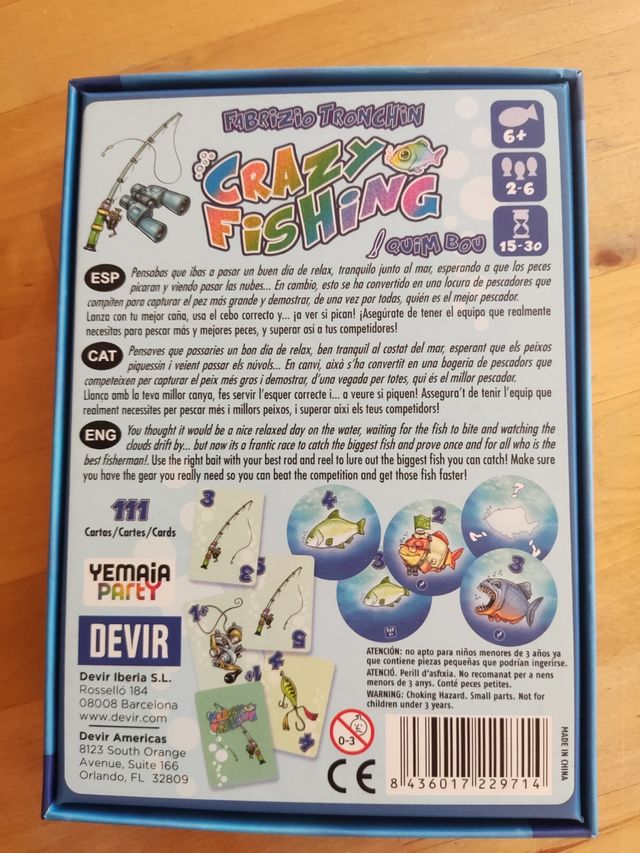 FABRIZIO TRONCHIN
CRAZY
FISHING
QUIM BOU
6+
2-6
15-30
ESP Pensabas que ibas a pasar un buen día de relax, tranquilo junto al mar, esperando a que los peces
picaran y viendo pasar las nubes... En cambio, esto se ha convertido en una locura de pescadores que
compiten para capturar el pez más grande y demostrar, de una vez por todas, quién es el mejor pescador.
Lanza con tu mejor caña, usa el cebo correcto y... ¡a ver si pican! ¡Asegúrate de tener el equipo que realmente
necesitas para pescar más y mejores peces, y superar así a tus competidores!
CAT Pensaves que passaries un bon dia de relax, ben tranquil al costat del mar, esperant que els peixos
piquessin i veient passar els núvols... En canvi, això s'ha convertit en una bogeria de pescadors que
competeixen per capturar el peix més gros i demostrar, d'una vegada per totes, qui és el millor pescador.
Llança amb la teva millor canya, fes servir l'esquer correcte i... a veure si piquen! Assegura't de tenir l'equip que
realment necessites per pescar més i millors peixos, i superar així els teus competidors!
ENG You thought it would be a nice relaxed day on the water, waiting for the fish to bite and watching the
clouds drift by... but now its a frantic race to catch the biggest fish and prove once and for all who is the
best fisherman!. Use the right bait with your best rod and reel to lure out the biggest fish you can catch! Make sure
you have the gear you really need so you can beat the competition and get those fish faster!
111
Cartas/Cartes/Cards
3
3
5
5
+1
+1
4
4
2
3
3
?
?
CRAZY
FISHING
YEMAIA
PARTY
DEVIR
Devir Iberia S.L.
Rosselló 184
08008 Barcelona
www.devir.com
Devir Americas
8123 South Orange
Avenue, Suite 166
Orlando, FL 32809
ATENCIÓN: no apto para niños menores de 3 años ya
que contiene piezas pequeñas que podrían ingerirse.
ATENCIÓ. Perill d'asfixia. No recomanat per a nens
menors de 3 anys. Conté peces petites.
WARNING: Choking Hazard. Small parts. Not for
children under 3 years.
0-3
CE
8 436017 229714
MADE IN CHINA